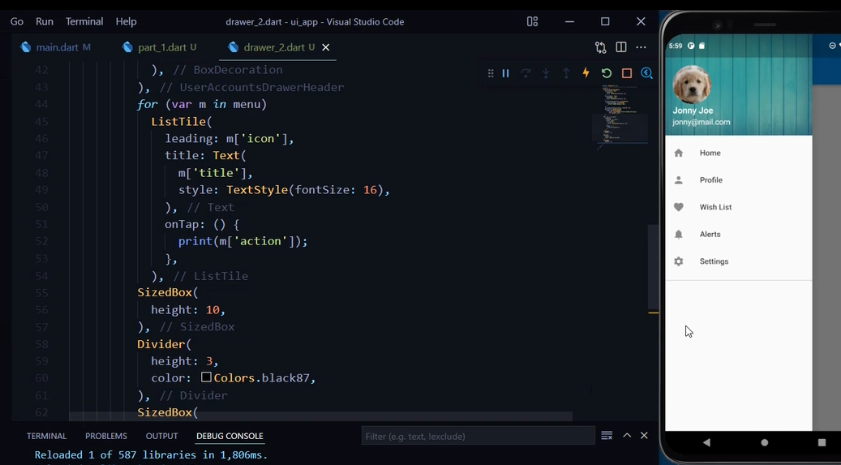 Go Run Terminal Help drawer_2.dart - ui_app - Visual Studio Code
main.dart M part_1.dart U drawer_2.dart U
42 ), // BoxDecoration
43 ), // UserAccountsDrawerHeader
44 for (var m in menu)
45 ListTile(
46 leading: m['icon'],
47 title: Text(
48 m['title'],
49 style: TextStyle(fontSize: 16),
50 ), // Text
51 onTap: () {
52 print(m['action']);
53 },
54 ), // ListTile
55 SizedBox(
56 height: 10,
57 ), // SizedBox
58 Divider(
59 height: 3,
60 color: Colors.black87,
61 ), // Divider
62 SizedBox(
TERMINAL PROBLEMS OUTPUT DEBUG CONSOLE Filter (e.g. text, !exclude)
Reloaded 1 of 587 libraries in 1,806ms.
5:59
Jonny Joe
jonny@mail.com
Home
Profile
Wish List
Alerts
Settings